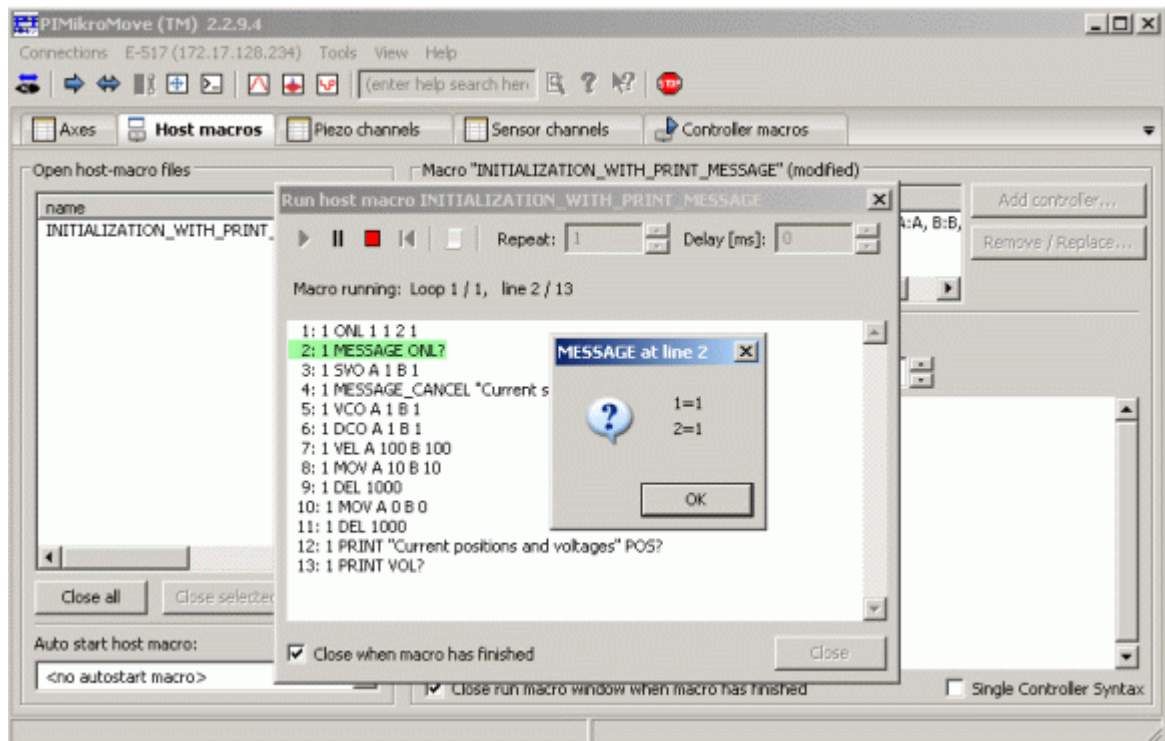 PIMikroMove (TM) 2.2.9.4
Connections E-517 (172.17.128.234) Tools View Help
(enter help search her STOP
Axes Host macros Piezo channels Sensor channels Controller macros
Open host-macro files
Macro "INITIALIZATION_WITH_PRINT_MESSAGE" (modified)
name
INITIALIZATION_WITH_PRINT_
A:A, B:B,
Add controller...
Remove / Replace...
Run host macro INITIALIZATION_WITH_PRINT_MESSAGE
Repeat: 1 Delay [ms]: 0
Macro running: Loop 1 / 1, line 2 / 13
1: 1 ONL 1 1 2 1
2: 1 MESSAGE ONL?
3: 1 SVO A 1 B 1
4: 1 MESSAGE_CANCEL "Current s
5: 1 VCO A 1 B 1
6: 1 DCO A 1 B 1
7: 1 VEL A 100 B 100
8: 1 MOV A 10 B 10
9: 1 DEL 1000
10: 1 MOV A 0 B 0
11: 1 DEL 1000
12: 1 PRINT "Current positions and voltages" POS?
13: 1 PRINT VOL?
MESSAGE at line 2
1=1
2=1
OK
Close when macro has finished
Close
Close all Close selected
Auto start host macro:
<no autostart macro>
Close run macro window when macro has finished
Single Controller Syntax